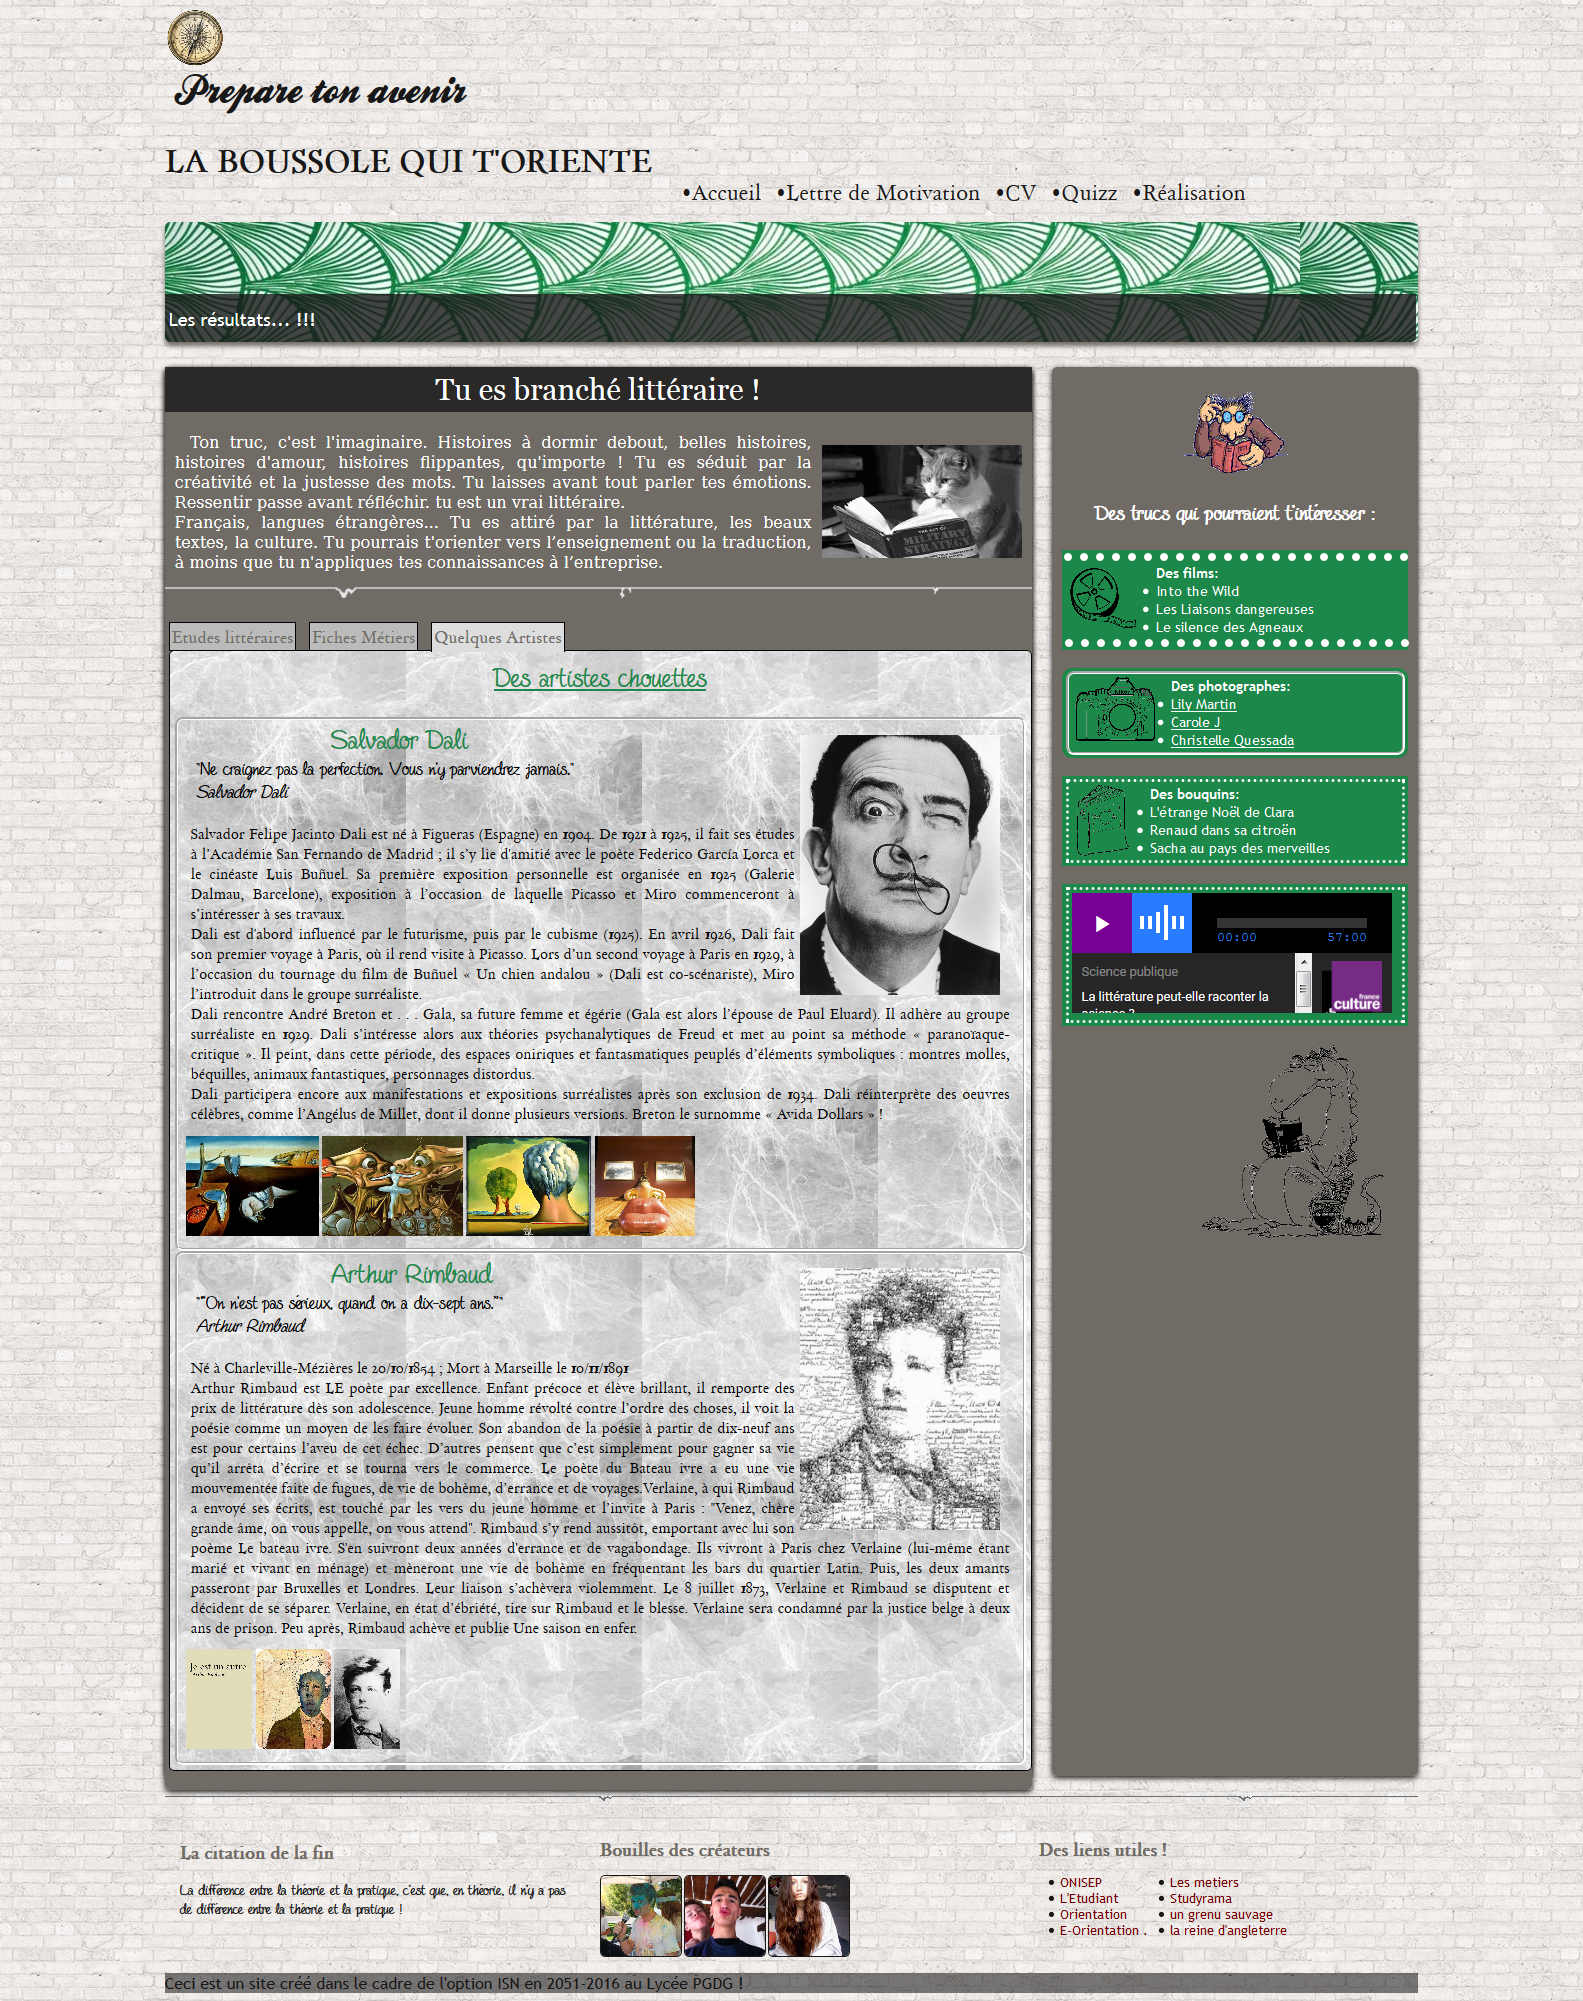 Prepare ton avenir
LA BOUSSOLE QUI T'ORIENTE
•Accueil •Lettre de Motivation •CV •Quizz •Réalisation
Les résultats... !!!
Tu es branché littéraire !
Ton truc, c'est l'imaginaire. Histoires à dormir debout, belles histoires,
histoires d'amour, histoires flippantes, qu'importe ! Tu es séduit par la
créativité et la justesse des mots. Tu laisses avant tout parler tes émotions.
Ressentir passe avant réfléchir. tu est un vrai littéraire.
Français, langues étrangères... Tu es attiré par la littérature, les beaux
textes, la culture. Tu pourrais t'orienter vers l’enseignement ou la traduction,
à moins que tu n'appliques tes connaissances à l’entreprise.
MILITARY
STRATEGY
Etudes littéraires Fiches Métiers Quelques Artistes
Des artistes chouettes
Salvador Dali
"Ne craignez pas la perfection. Vous n'y parviendrez jamais."
Salvador Dali
Salvador Felipe Jacinto Dali est né à Figueras (Espagne) en 1904. De 1921 à 1925, il fait ses études
à l’Académie San Fernando de Madrid ; il s’y lie d'amitié avec le poète Federico García Lorca et
le cinéaste Luis Buñuel. Sa première exposition personnelle est organisée en 1925 (Galerie
Dalmau, Barcelone), exposition à l’occasion de laquelle Picasso et Miro commenceront à
s’intéresser à ses travaux.
Dali est d'abord influencé par le futurisme, puis par le cubisme (1925). En avril 1926, Dali fait
son premier voyage à Paris, où il rend visite à Picasso. Lors d’un second voyage à Paris en 1929, à
l’occasion du tournage du film de Buñuel « Un chien andalou » (Dali est co-scénariste), Miro
l’introduit dans le groupe surréaliste.
Dali rencontre André Breton et . . . Gala, sa future femme et égérie (Gala est alors l’épouse de Paul Eluard). Il adhère au groupe
surréaliste en 1929. Dali s’intéresse alors aux théories psychanalytiques de Freud et met au point sa méthode « paranoïaque-
critique ». Il peint, dans cette période, des espaces oniriques et fantasmatiques peuplés d’éléments symboliques : montres molles,
béquilles, animaux fantastiques, personnages distordus.
Dali participera encore aux manifestations et expositions surréalistes après son exclusion de 1934. Dali réinterprète des oeuvres
célèbres, comme l’Angélus de Millet, dont il donne plusieurs versions. Breton le surnomme « Avida Dollars » !
Arthur Rimbaud
"“On n'est pas sérieux, quand on a dix-sept ans.”"
Arthur Rimbaud
Né à Charleville-Mézières le 20/10/1854 ; Mort à Marseille le 10/11/1891
Arthur Rimbaud est LE poète par excellence. Enfant précoce et élève brillant, il remporte des
prix de littérature dès son adolescence. Jeune homme révolté contre l’ordre des choses, il voit la
poésie comme un moyen de les faire évoluer. Son abandon de la poésie à partir de dix-neuf ans
est pour certains l’aveu de cet échec. D’autres pensent que c’est simplement pour gagner sa vie
qu’il arrêta d’écrire et se tourna vers le commerce. Le poète du Bateau ivre a eu une vie
mouvementée faite de fugues, de vie de bohème, d’errance et de voyages.Verlaine, à qui Rimbaud
a envoyé ses écrits, est touché par les vers du jeune homme et l’invite à Paris : "Venez, chère
grande âme, on vous appelle, on vous attend". Rimbaud s’y rend aussitôt, emportant avec lui son
poème Le bateau ivre. S'en suivront deux années d'errance et de vagabondage. Ils vivront à Paris chez Verlaine (lui-même étant
marié et vivant en ménage) et mèneront une vie de bohème en fréquentant les bars du quartier Latin. Puis, les deux amants
passeront par Bruxelles et Londres. Leur liaison s’achèvera violemment. Le 8 juillet 1873, Verlaine et Rimbaud se disputent et
décident de se séparer. Verlaine, en état d’ébriété, tire sur Rimbaud et le blesse. Verlaine sera condamné par la justice belge à deux
ans de prison. Peu après, Rimbaud achève et publie Une saison en enfer.
Je est un autre
Des trucs qui pourraient t'intéresser :
Des films:
• Into the Wild
• Les Liaisons dangereuses
• Le silence des Agneaux
Des photographes:
• Lily Martin
• Carole J
• Christelle Quessada
Des bouquins:
• L'étrange Noël de Clara
• Renaud dans sa citroën
• Sacha au pays des merveilles
00:00 57:00
Science publique
La littérature peut-elle raconter la
science ?
france
culture
La citation de la fin
La différence entre la théorie et la pratique, c'est que, en théorie, il n'y a pas
de différence entre la théorie et la pratique !
Bouilles des créateurs
Des liens utiles !
• ONISEP
• L'Etudiant
• Orientation
• E-Orientation .
• Les metiers
• Studyrama
• un grenu sauvage
• la reine d'angleterre
Ceci est un site créé dans le cadre de l'option ISN en 2051-2016 au Lycée PGDG !